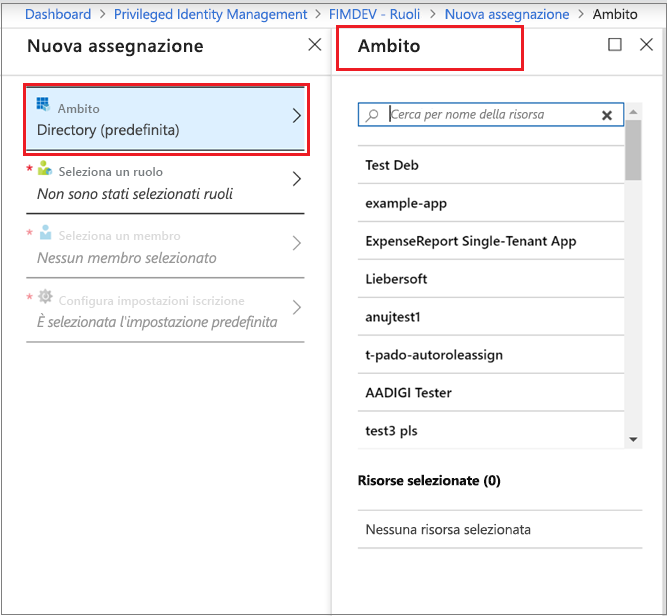 Dashboard > Privileged Identity Management > FIMDEV - Ruoli > Nuova assegnazione > Ambito
Nuova assegnazione
Ambito
Directory (predefinita)
* Seleziona un ruolo
Non sono stati selezionati ruoli
* Seleziona un membro
Nessun membro selezionato
* Configura impostazioni iscrizione
È selezionata l'impostazione predefinita
Ambito
Cerca per nome della risorsa
Test Deb
example-app
ExpenseReport Single-Tenant App
Liebersoft
anujtest1
t-pado-autoroleassign
AADIGI Tester
test3 pls
Risorse selezionate (0)
Nessuna risorsa selezionata